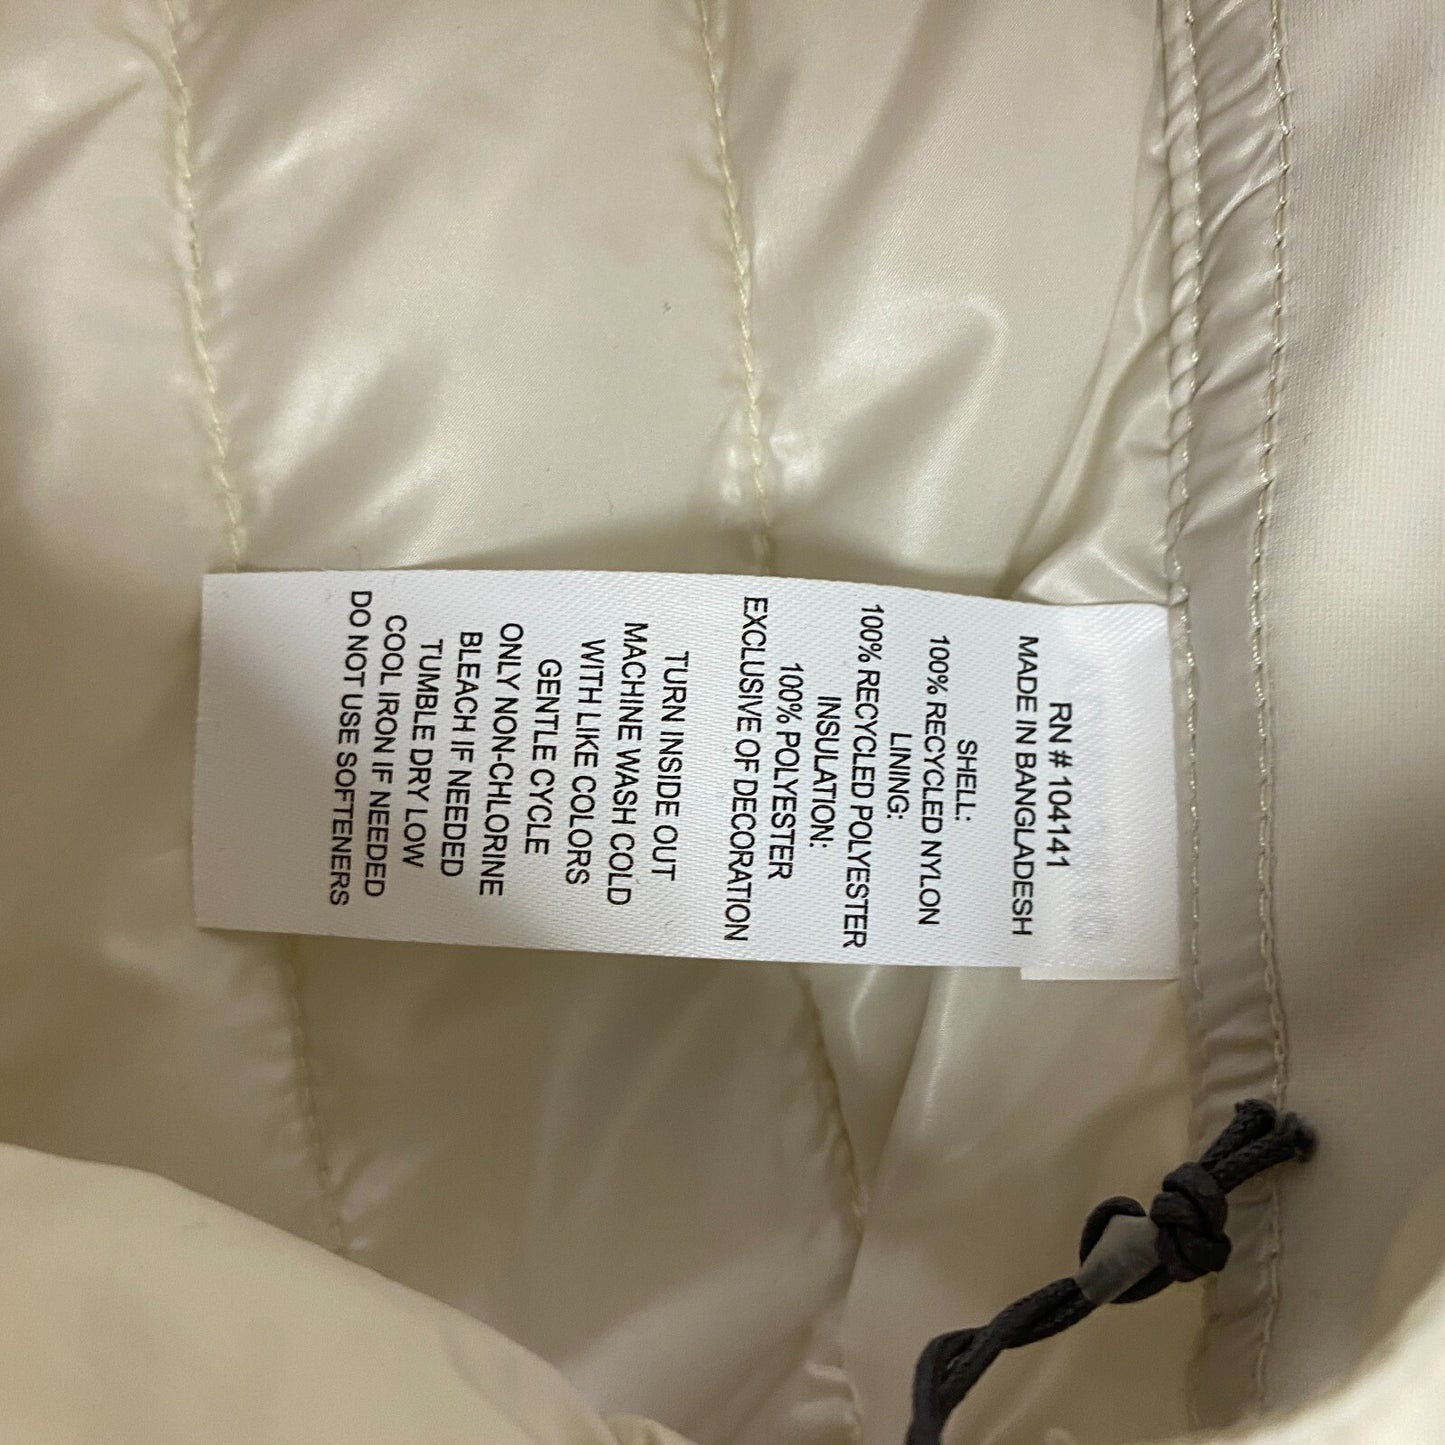 RN # 104141
MADE IN BANGLADESH
SHELL:
100% RECYCLED NYLON
LINING:
100% RECYCLED POLYESTER
INSULATION:
100% POLYESTER
EXCLUSIVE OF DECORATION
TURN INSIDE OUT
MACHINE WASH COLD
WITH LIKE COLORS
GENTLE CYCLE
ONLY NON-CHLORINE
BLEACH IF NEEDED
TUMBLE DRY LOW
COOL IRON IF NEEDED
DO NOT USE SOFTENERS